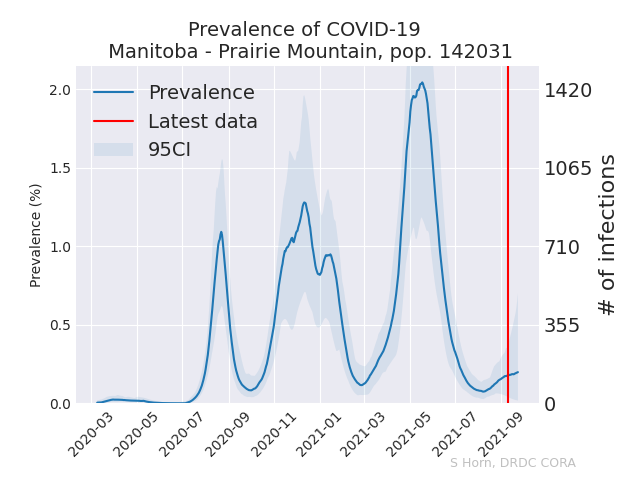 Prevalence of COVID-19
Manitoba - Prairie Mountain, pop. 142031
Prevalence
Latest data
95CI
Prevalence (%)
2.0
1.5
1.0
0.5
0.0
1420
1065
710
355
0
# of infections
2020-03
2020-05
2020-07
2020-09
2020-11
2021-01
2021-03
2021-05
2021-07
2021-09
S Horn, DRDC CORA